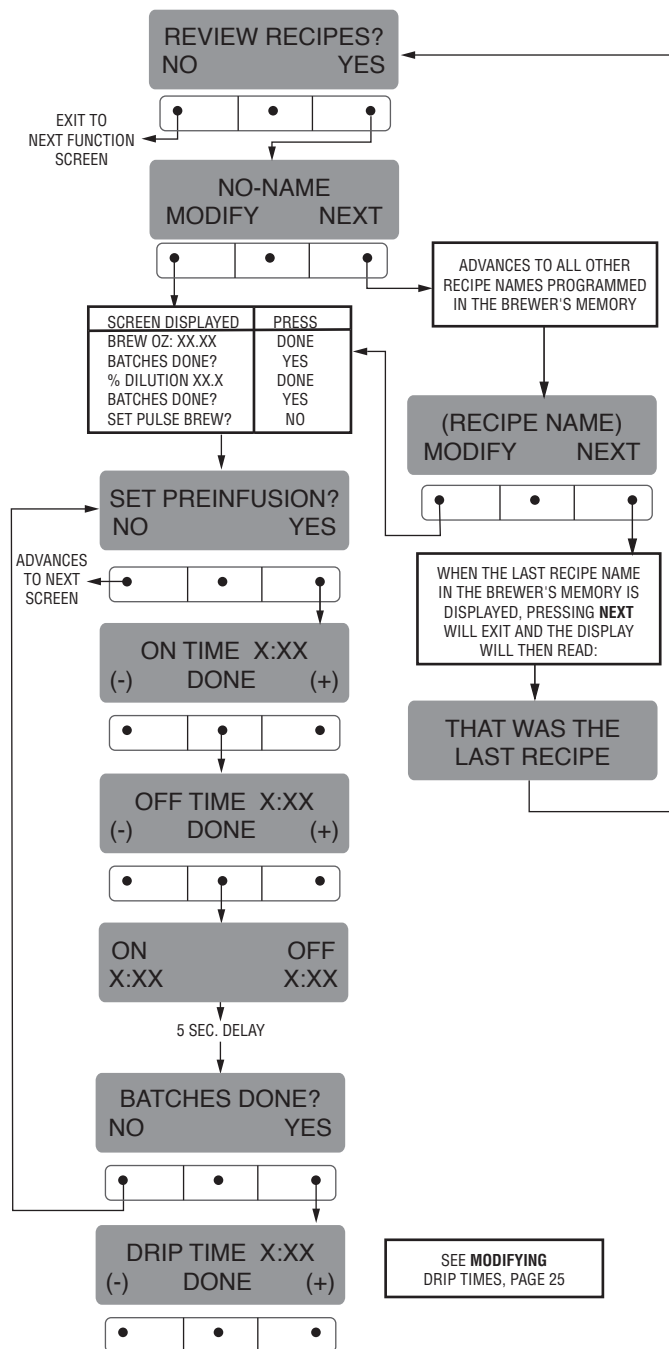 REVIEW RECIPES?
NO YES
EXIT TO
NEXT FUNCTION
SCREEN
NO-NAME
MODIFY NEXT
ADVANCES TO ALL OTHER
RECIPE NAMES PROGRAMMED
IN THE BREWER'S MEMORY
SCREEN DISPLAYED PRESS
BREW OZ: XX.XX DONE
BATCHES DONE? YES
% DILUTION XX.X DONE
BATCHES DONE? YES
SET PULSE BREW? NO
(RECIPE NAME)
MODIFY NEXT
SET PREINFUSION?
NO YES
ADVANCES
TO NEXT
SCREEN
WHEN THE LAST RECIPE NAME
IN THE BREWER'S MEMORY IS
DISPLAYED, PRESSING NEXT
WILL EXIT AND THE DISPLAY
WILL THEN READ:
ON TIME X:XX
(-) DONE (+)
THAT WAS THE
LAST RECIPE
OFF TIME X:XX
(-) DONE (+)
ON OFF
X:XX X:XX
5 SEC. DELAY
BATCHES DONE?
NO YES
DRIP TIME X:XX
(-) DONE (+)
SEE MODIFYING
DRIP TIMES, PAGE 25